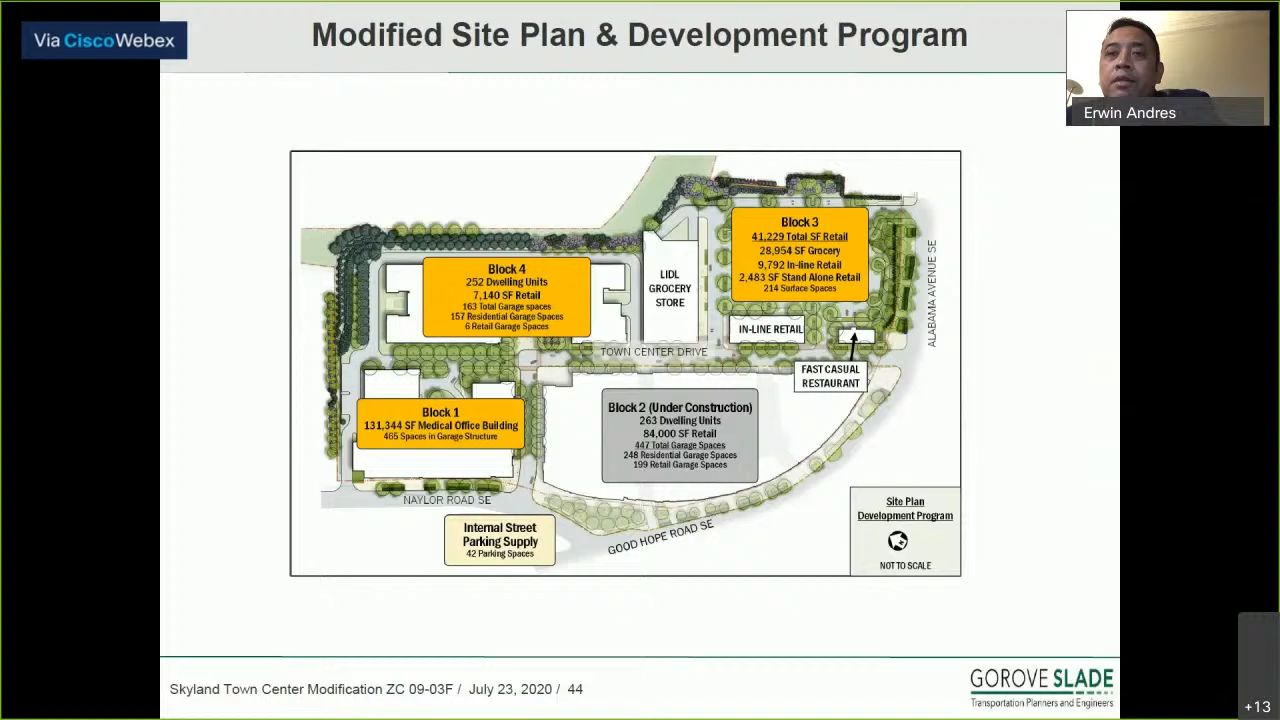 Via Cisco Webex
Modified Site Plan & Development Program
Erwin Andres
Block 3
41,229 Total SF Retail
28,954 SF Grocery
9,792 In-line Retail
2,483 SF Stand Alone Retail
214 Surface Spaces
Block 4
252 Dwelling Units
7,140 SF Retail
163 Total Garage spaces
157 Residential Garage Spaces
6 Retail Garage Spaces
LIDL
GROCERY
STORE
IN-LINE RETAIL
ALABAMA AVENUE SE
TOWN CENTER DRIVE
FAST CASUAL
RESTAURANT
Block 1
131,344 SF Medical Office Building
465 Spaces in Garage Structure
Block 2 (Under Construction)
263 Dwelling Units
84,000 SF Retail
447 Total Garage Spaces
248 Residential Garage Spaces
199 Retail Garage Spaces
NAYLOR ROAD SE
Internal Street
Parking Supply
42 Parking Spaces
GOOD HOPE ROAD SE
Site Plan
Development Program
NOT TO SCALE
Skyland Town Center Modification ZC 09-03F / July 23, 2020 / 44
GOROVE SLADE
Transportation Planners and Engineers
+13